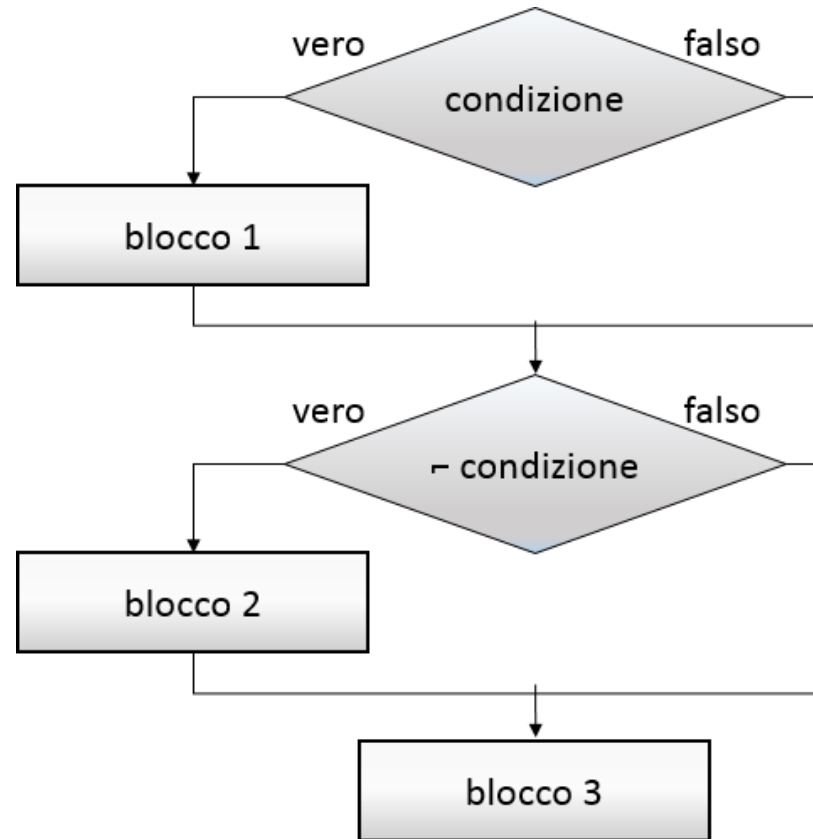 vero
falso
condizione
blocco 1
vero
falso
⌐ condizione
blocco 2
blocco 3